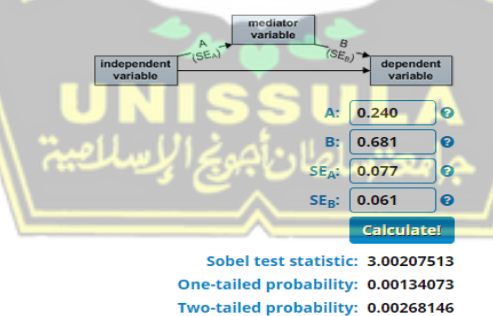 mediator
variable
A
(SEA)
B
(SEB)
independent
variable
dependent
variable
UNISSULA
جامعة سلطان أجونج الإسلامية
A: 0.240 ?
B: 0.681 ?
SEA: 0.077 ?
SEB: 0.061 ?
Calculate!
Sobel test statistic: 3.00207513
One-tailed probability: 0.00134073
Two-tailed probability: 0.00268146